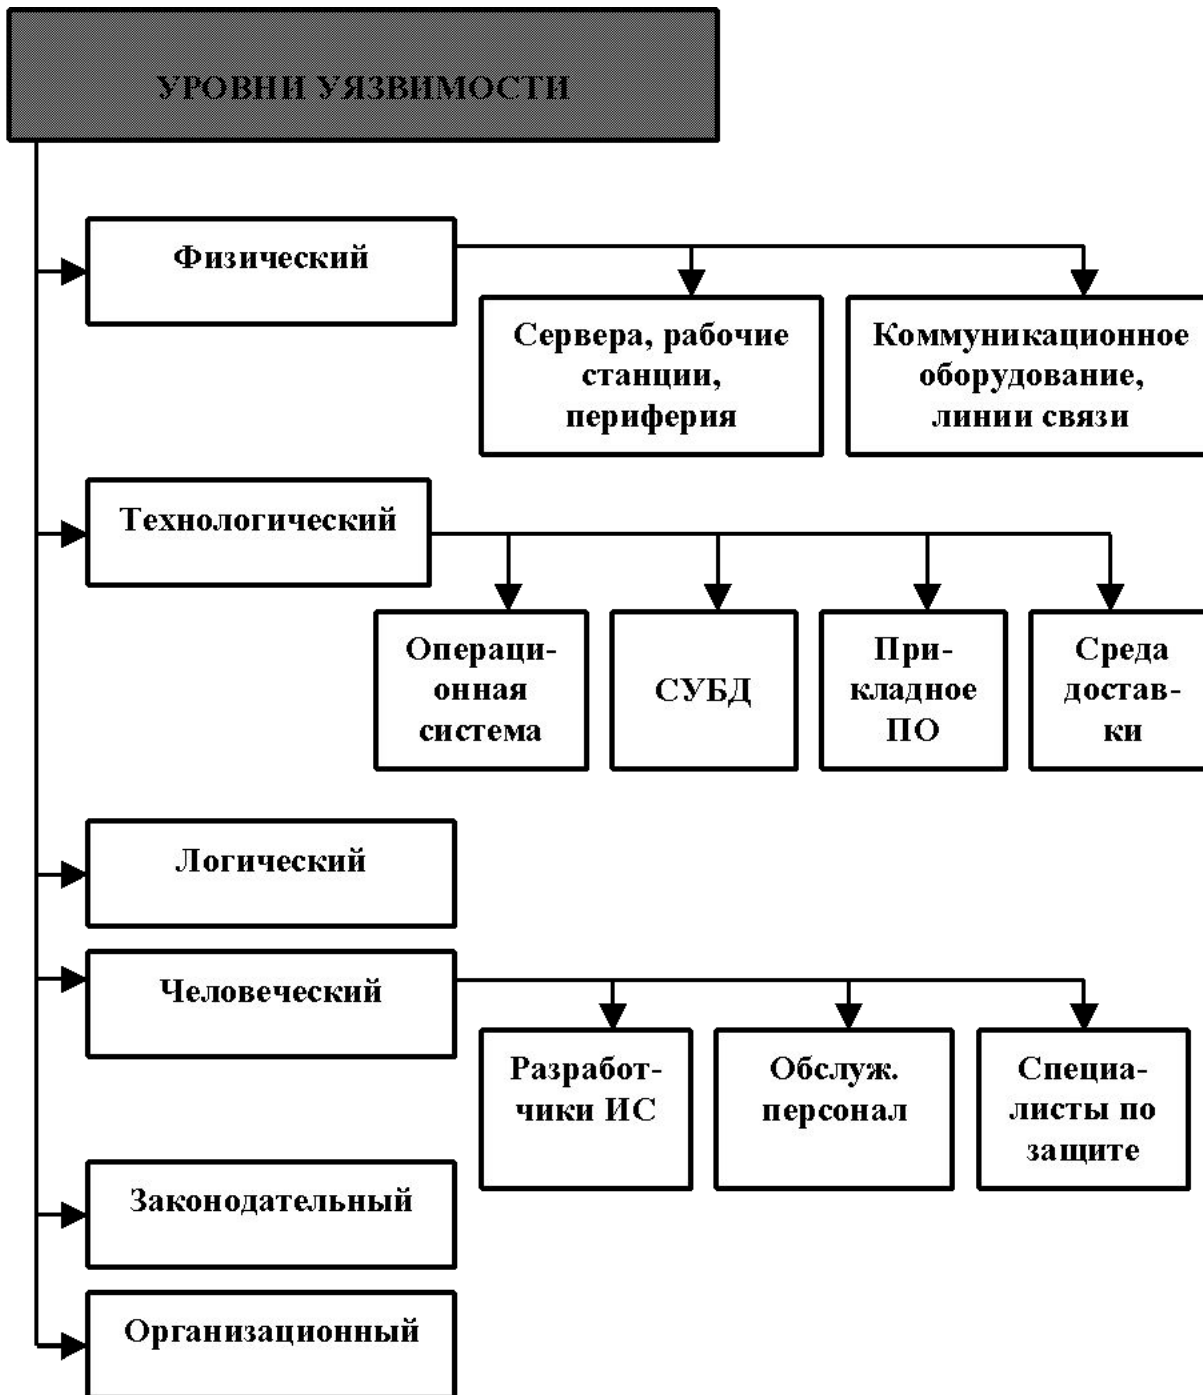 УРОВНИ УЯЗВИМОСТИ
Физический
Сервера, рабочие
станции,
периферия
Коммуникационное
оборудование,
линии связи
Технологический
Операци-
онная
система
СУБД
При-
кладное
ПО
Среда
достав-
ки
Логический
Человеческий
Разработ-
чики ИС
Обслуж.
персонал
Специа-
листы по
защите
Законодательный
Организационный